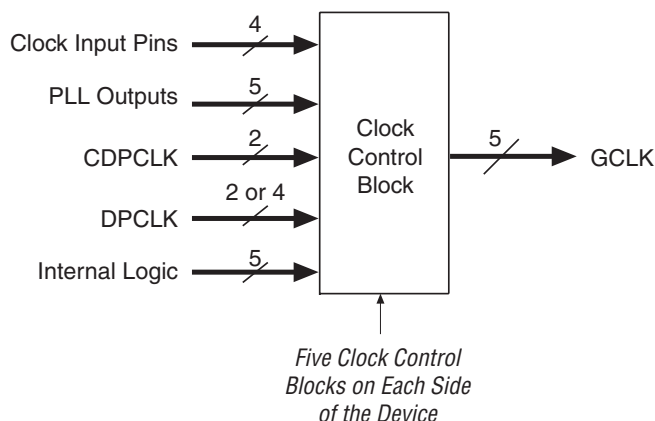 Clock Input Pins
4
PLL Outputs
5
CDPCLK
2
DPCLK
2 or 4
Internal Logic
5
Clock
Control
Block
5
GCLK
Five Clock Control
Blocks on Each Side
of the Device